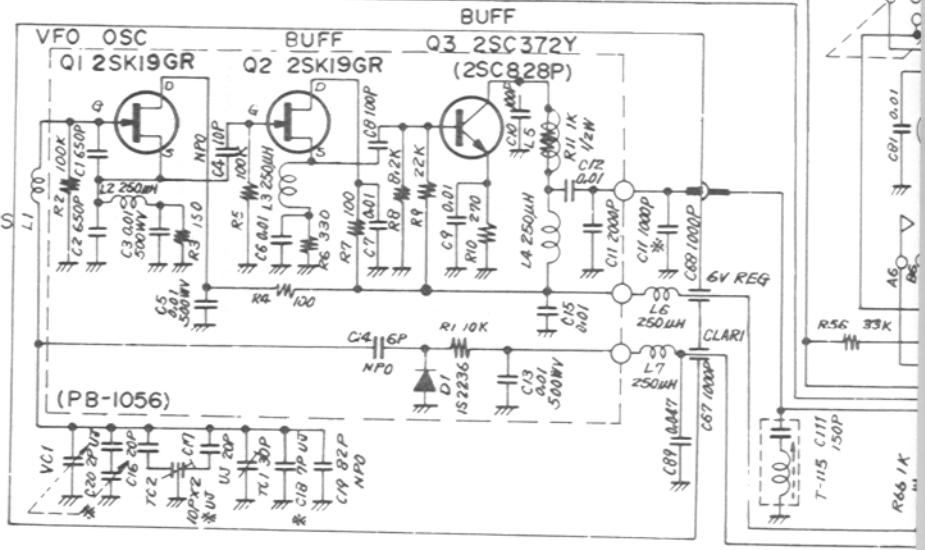 BUFF
VFO OSC
BUFF
Q3 2SC372Y
Q1 2SK19GR
Q2 2SK19GR
(2SC828P)
D
D
G
G
S
S
R2 100K
C1 650P
NPO
C4 10P
R5 100K
L3 250μH
C8 100P
C10 100P
L5
R11 1K
1/2W
C12
0.01
C81 0.01
L2 250μH
C2 650P
C3 0.01
500WV
R3 150
C6 0.01
R6 330
R7 100
C7 0.01
R8 8.2K
R9 22K
C9 0.01
R10 270
L4 250μH
C11 2000P
C11 1000P
※
C68 1000P
S
L1
A6
B6
6V REG
C5
0.01
500WV
R4 100
C15
0.01
L6
250μH
R56 33K
C14 6P
NPO
R1 10K
CLARI
D1
1S2236
C13
0.01
500WV
L7
250μH
C67 1000P
(PB-1056)
VC1
C20 2P UJ
※
C16 20P
TC2
10PX2
C17
20P
UJ
※ UJ
TC1 30P
※ C18 7P UJ
C19 82P
NPO
C89 0.047
T-115
C111
150P
R66 1K